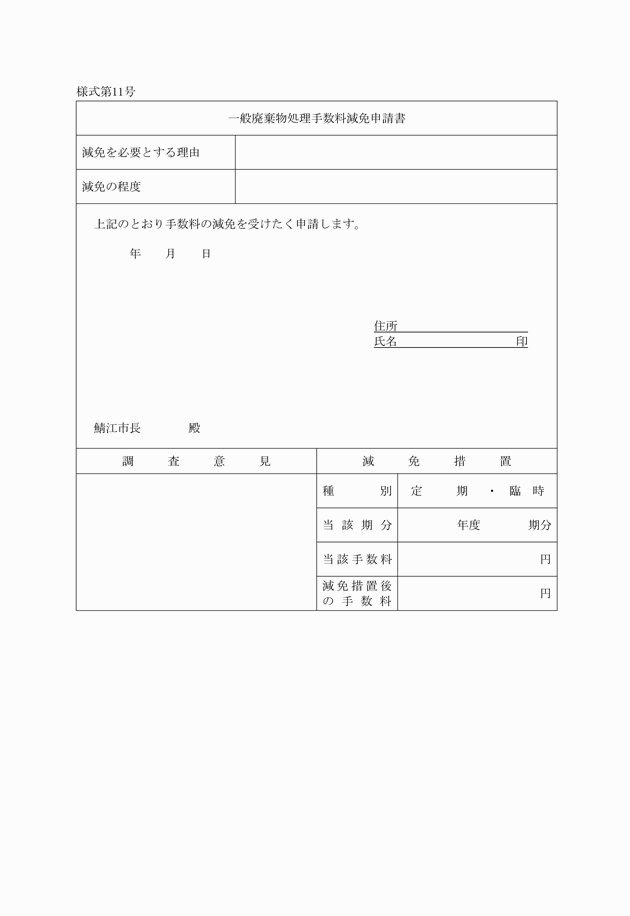 様式第11号
一般廃棄物処理手数料減免申請書
減免を必要とする理由
減免の程度
上記のとおり手数料の減免を受けたく申請します。
年 月 日
住所
氏名 印
鯖江市長 殿
調査意見 減免措置
種別 定期・臨時
当該期分 年度 期分
当該手数料 円
減免措置後
の手数料 円